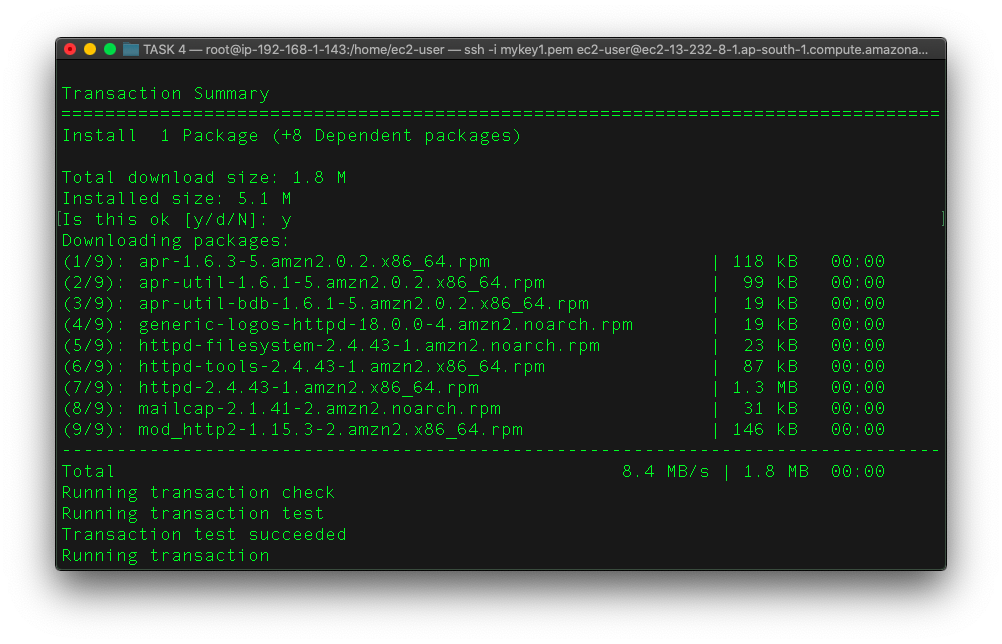 TASK 4 — root@ip-192-168-1-143:/home/ec2-user — ssh -i mykey1.pem ec2-user@ec2-13-232-8-1.ap-south-1.compute.amazona...
Transaction Summary
================================================================================
Install  1 Package (+8 Dependent packages)
Total download size: 1.8 M
Installed size: 5.1 M
[Is this ok [y/d/N]: y ]
Downloading packages:
(1/9): apr-1.6.3-5.amzn2.0.2.x86_64.rpm | 118 kB 00:00
(2/9): apr-util-1.6.1-5.amzn2.0.2.x86_64.rpm | 99 kB 00:00
(3/9): apr-util-bdb-1.6.1-5.amzn2.0.2.x86_64.rpm | 19 kB 00:00
(4/9): generic-logos-httpd-18.0.0-4.amzn2.noarch.rpm | 19 kB 00:00
(5/9): httpd-filesystem-2.4.43-1.amzn2.noarch.rpm | 23 kB 00:00
(6/9): httpd-tools-2.4.43-1.amzn2.x86_64.rpm | 87 kB 00:00
(7/9): httpd-2.4.43-1.amzn2.x86_64.rpm | 1.3 MB 00:00
(8/9): mailcap-2.1.41-2.amzn2.noarch.rpm | 31 kB 00:00
(9/9): mod_http2-1.15.3-2.amzn2.x86_64.rpm | 146 kB 00:00
--------------------------------------------------------------------------------
Total 8.4 MB/s | 1.8 MB 00:00
Running transaction check
Running transaction test
Transaction test succeeded
Running transaction